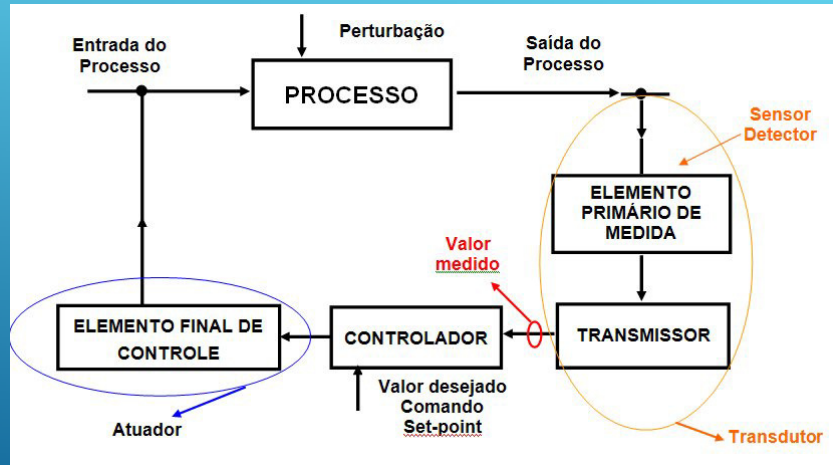 Entrada do
Processo
Perturbação
Saída do
Processo
PROCESSO
Sensor
Detector
ELEMENTO
PRIMÁRIO DE
MEDIDA
Valor
medido
ELEMENTO FINAL DE
CONTROLE
CONTROLADOR
TRANSMISSOR
Valor desejado
Comando
Set-point
Atuador
Transdutor